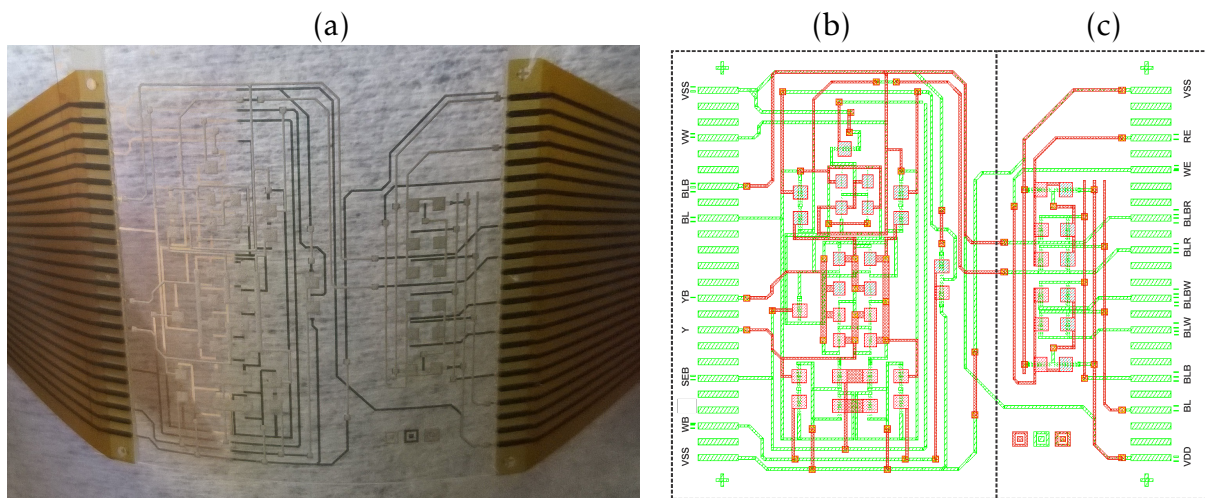 (a)
(b)
(c)
VSS
VW
BLB
BL
YB
Y
SEB
WB
VSS
VSS
RE
WE
BLBR
BLR
BLBW
BLW
BLB
BL
VDD